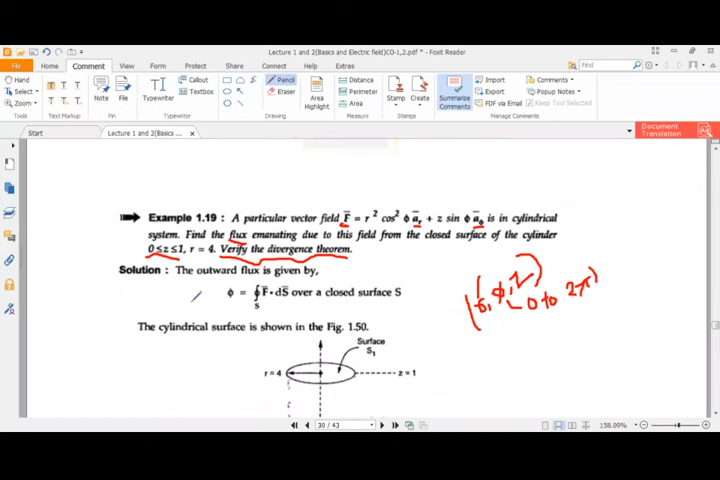 Lecture 1 and 2(Basics and Electric field)CO-1,2.pdf * - Foxit Reader
File Home Comment View Form Protect Share Connect Help Extras Find
Hand Select Zoom Tools
Text Markup
Note File Pin
Typewriter Callout Textbox Typewriter
Pencil Eraser Drawing
Area Highlight Distance Perimeter Area Measure
Stamp Create Stamps
Summarize Comments Import Export FDF via Email Comments Popup Notes Keep Tool Selected Manage Comments
Start Lecture 1 and 2(Basics ... Document Translation
Example 1.19 : A particular vector field F̄ = r² cos² ϕ āᵣ + z sin ϕ ā_ϕ is in cylindrical
system. Find the flux emanating due to this field from the closed surface of the cylinder
0≤z≤1, r = 4. Verify the divergence theorem.
Solution : The outward flux is given by,
ϕ = ∮ F̄ • dS̄ over a closed surface S
S
0 to 2π
The cylindrical surface is shown in the Fig. 1.50.
Surface
S₁
r = 4 z = 1
30 / 43 158.09%